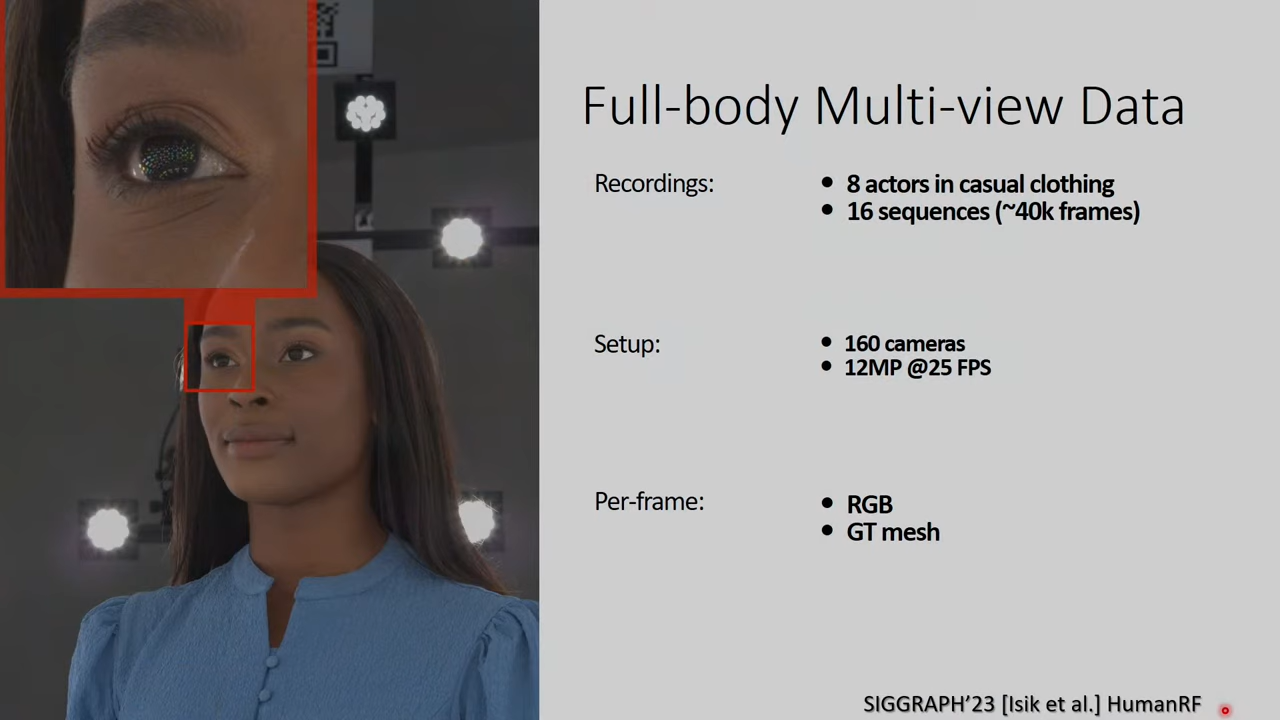 Full-body Multi-view Data
Recordings:
• 8 actors in casual clothing
• 16 sequences (~40k frames)
Setup:
• 160 cameras
• 12MP @25 FPS
Per-frame:
• RGB
• GT mesh
SIGGRAPH’23 [Isik et al.] HumanRF